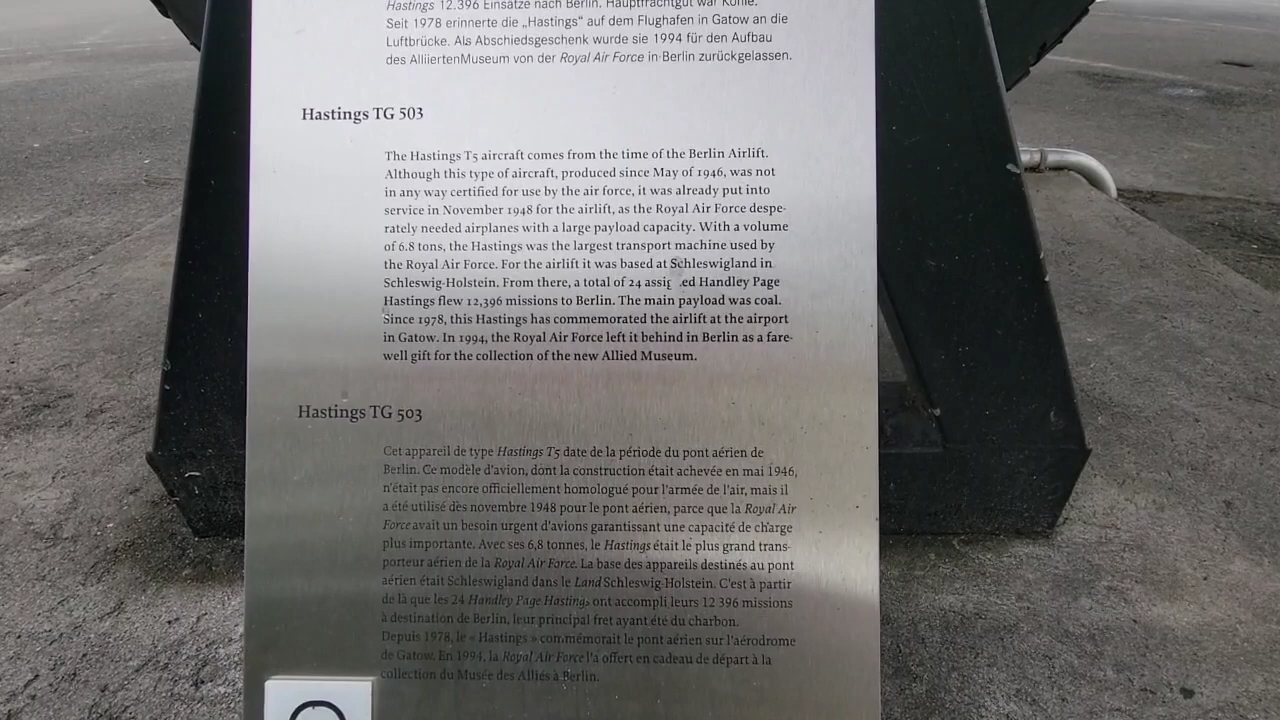 Hastings 12.396 Einsätze nach Berlin. Hauptfrachtgut war Kohle.
Seit 1978 erinnerte die „Hastings" auf dem Flughafen in Gatow an die
Luftbrücke. Als Abschiedsgeschenk wurde sie 1994 für den Aufbau
des AlliiertenMuseum von der Royal Air Force in Berlin zurückgelassen.
Hastings TG 503
The Hastings T5 aircraft comes from the time of the Berlin Airlift.
Although this type of aircraft, produced since May of 1946, was not
in any way certified for use by the air force, it was already put into
service in November 1948 for the airlift, as the Royal Air Force despe-
rately needed airplanes with a large payload capacity. With a volume
of 6.8 tons, the Hastings was the largest transport machine used by
the Royal Air Force. For the airlift it was based at Schleswigland in
Schleswig-Holstein. From there, a total of 24 assig ed Handley Page
Hastings flew 12,396 missions to Berlin. The main payload was coal.
Since 1978, this Hastings has commemorated the airlift at the airport
in Gatow. In 1994, the Royal Air Force left it behind in Berlin as a fare-
well gift for the collection of the new Allied Museum.
Hastings TG 503
Cet appareil de type Hastings T5 date de la période du pont aérien de
Berlin. Ce modèle d'avion, dont la construction était achevée en mai 1946,
n'était pas encore officiellement homologué pour l'armée de l'air, mais il
a été utilisé dès novembre 1948 pour le pont aérien, parce que la Royal Air
Force avait un besoin urgent d'avions garantissant une capacité de charge
plus importante. Avec ses 6,8 tonnes, le Hastings était le plus grand trans-
porteur aérien de la Royal Air Force. La base des appareils destinés au pont
aérien était Schleswigland dans le Land Schleswig-Holstein. C'est à partir
de là que les 24 Handley Page Hastings ont accompli leurs 12 396 missions
à destination de Berlin, leur principal fret ayant été du charbon.
Depuis 1978, le « Hastings » commémorait le pont aérien sur l'aérodrome
de Gatow. En 1994, la Royal Air Force l'a offert en cadeau de départ à la
collection du Musée des Alliés à Berlin.